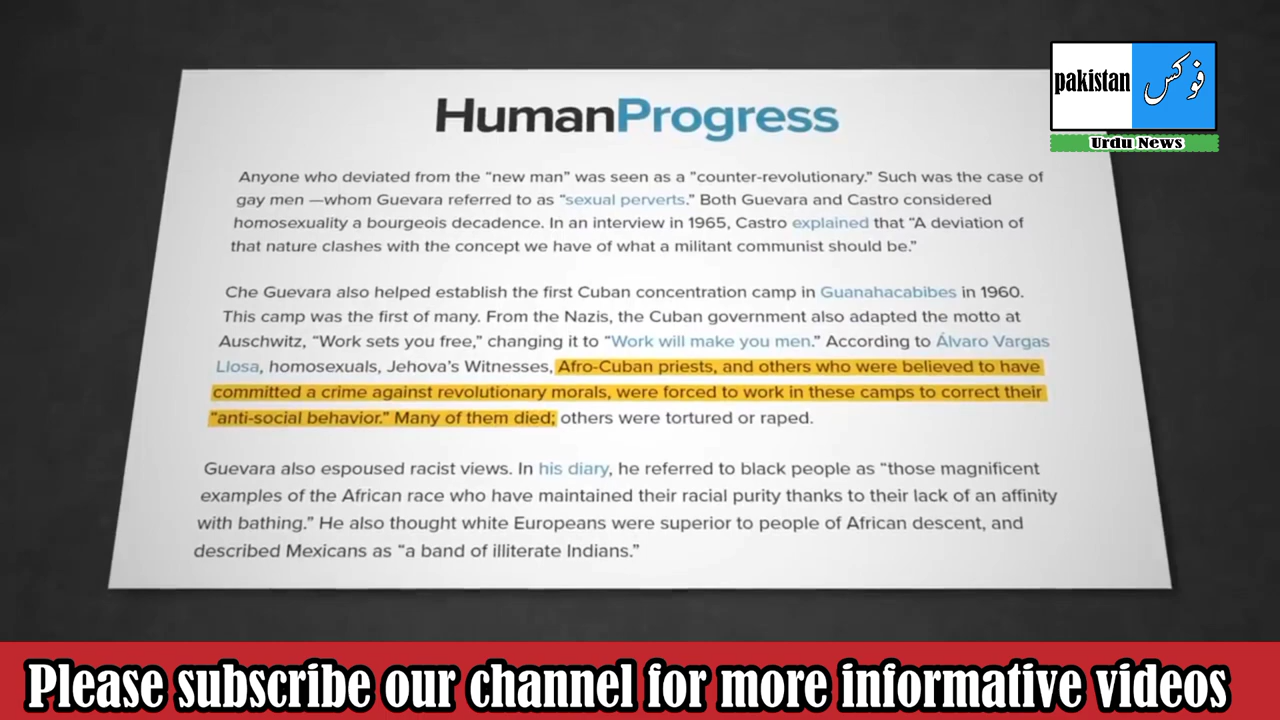 pakistan
فوکس
Urdu News
HumanProgress
Anyone who deviated from the “new man” was seen as a “counter-revolutionary.” Such was the case of
gay men —whom Guevara referred to as “sexual perverts.” Both Guevara and Castro considered
homosexuality a bourgeois decadence. In an interview in 1965, Castro explained that “A deviation of
that nature clashes with the concept we have of what a militant communist should be.”
Che Guevara also helped establish the first Cuban concentration camp in Guanahacabibes in 1960.
This camp was the first of many. From the Nazis, the Cuban government also adapted the motto at
Auschwitz, “Work sets you free,” changing it to “Work will make you men.” According to Álvaro Vargas
Llosa, homosexuals, Jehova’s Witnesses, Afro-Cuban priests, and others who were believed to have
committed a crime against revolutionary morals, were forced to work in these camps to correct their
“anti-social behavior.” Many of them died; others were tortured or raped.
Guevara also espoused racist views. In his diary, he referred to black people as “those magnificent
examples of the African race who have maintained their racial purity thanks to their lack of an affinity
with bathing.” He also thought white Europeans were superior to people of African descent, and
described Mexicans as “a band of illiterate Indians.”
Please subscribe our channel for more informative videos